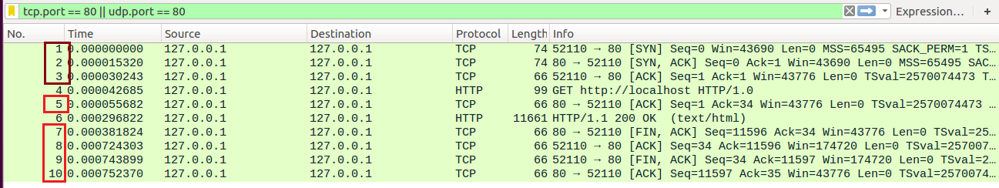 tcp.port == 80 || udp.port == 80 Expression… +
No. Time Source Destination Protocol Length Info
1 0.000000000 127.0.0.1 127.0.0.1 TCP 74 52110 → 80 [SYN] Seq=0 Win=43690 Len=0 MSS=65495 SACK_PERM=1 TS…
2 0.000015320 127.0.0.1 127.0.0.1 TCP 74 80 → 52110 [SYN, ACK] Seq=0 Ack=1 Win=43690 Len=0 MSS=65495 SAC…
3 0.000030243 127.0.0.1 127.0.0.1 TCP 66 52110 → 80 [ACK] Seq=1 Ack=1 Win=43776 Len=0 TSval=2570074473 T…
4 0.000042685 127.0.0.1 127.0.0.1 HTTP 99 GET http://localhost HTTP/1.0
5 0.000055682 127.0.0.1 127.0.0.1 TCP 66 80 → 52110 [ACK] Seq=1 Ack=34 Win=43776 Len=0 TSval=2570074473 …
6 0.000296822 127.0.0.1 127.0.0.1 HTTP 11661 HTTP/1.1 200 OK (text/html)
7 0.000381824 127.0.0.1 127.0.0.1 TCP 66 80 → 52110 [FIN, ACK] Seq=11596 Ack=34 Win=43776 Len=0 TSval=25…
8 0.000724303 127.0.0.1 127.0.0.1 TCP 66 52110 → 80 [ACK] Seq=34 Ack=11596 Win=174720 Len=0 TSval=257007…
9 0.000743899 127.0.0.1 127.0.0.1 TCP 66 52110 → 80 [FIN, ACK] Seq=34 Ack=11597 Win=174720 Len=0 TSval=2…
10 0.000752370 127.0.0.1 127.0.0.1 TCP 66 80 → 52110 [ACK] Seq=11597 Ack=35 Win=43776 Len=0 TSval=2570074…